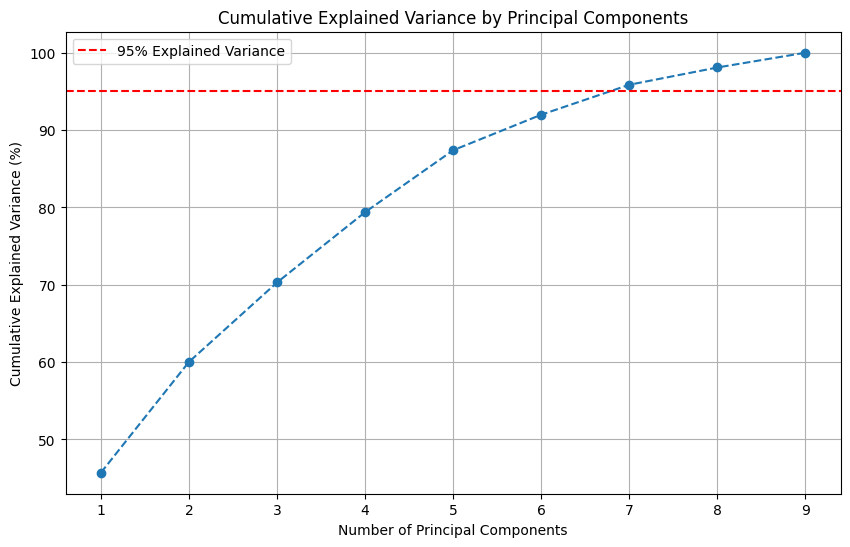 Cumulative Explained Variance by Principal Components
95% Explained Variance
Cumulative Explained Variance (%)
100
90
80
70
60
50
1 2 3 4 5 6 7 8 9
Number of Principal Components